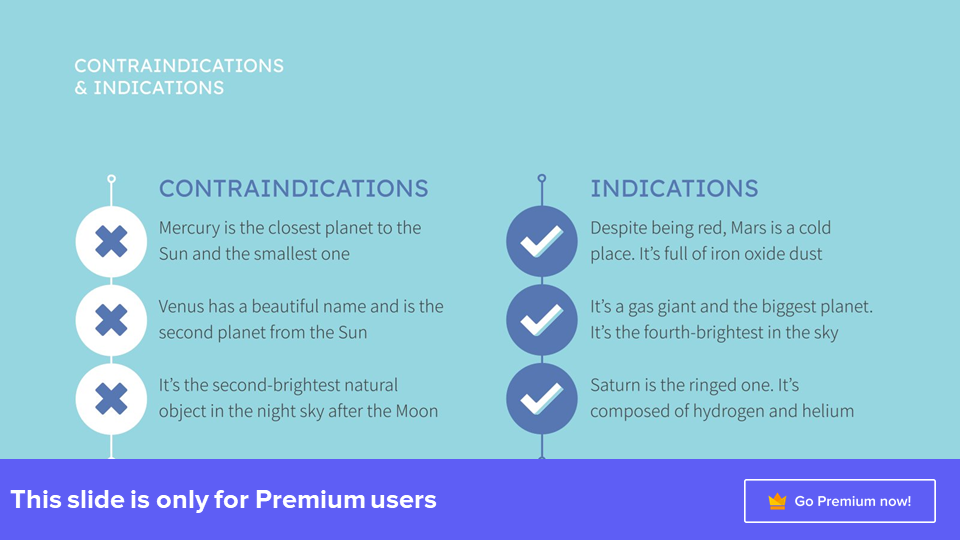 CONTRAINDICATIONS
& INDICATIONS
CONTRAINDICATIONS
Mercury is the closest planet to the
Sun and the smallest one
Venus has a beautiful name and is the
second planet from the Sun
It’s the second-brightest natural
object in the night sky after the Moon
INDICATIONS
Despite being red, Mars is a cold
place. It’s full of iron oxide dust
It’s a gas giant and the biggest planet.
It’s the fourth-brightest in the sky
Saturn is the ringed one. It’s
composed of hydrogen and helium
This slide is only for Premium users
Go Premium now!